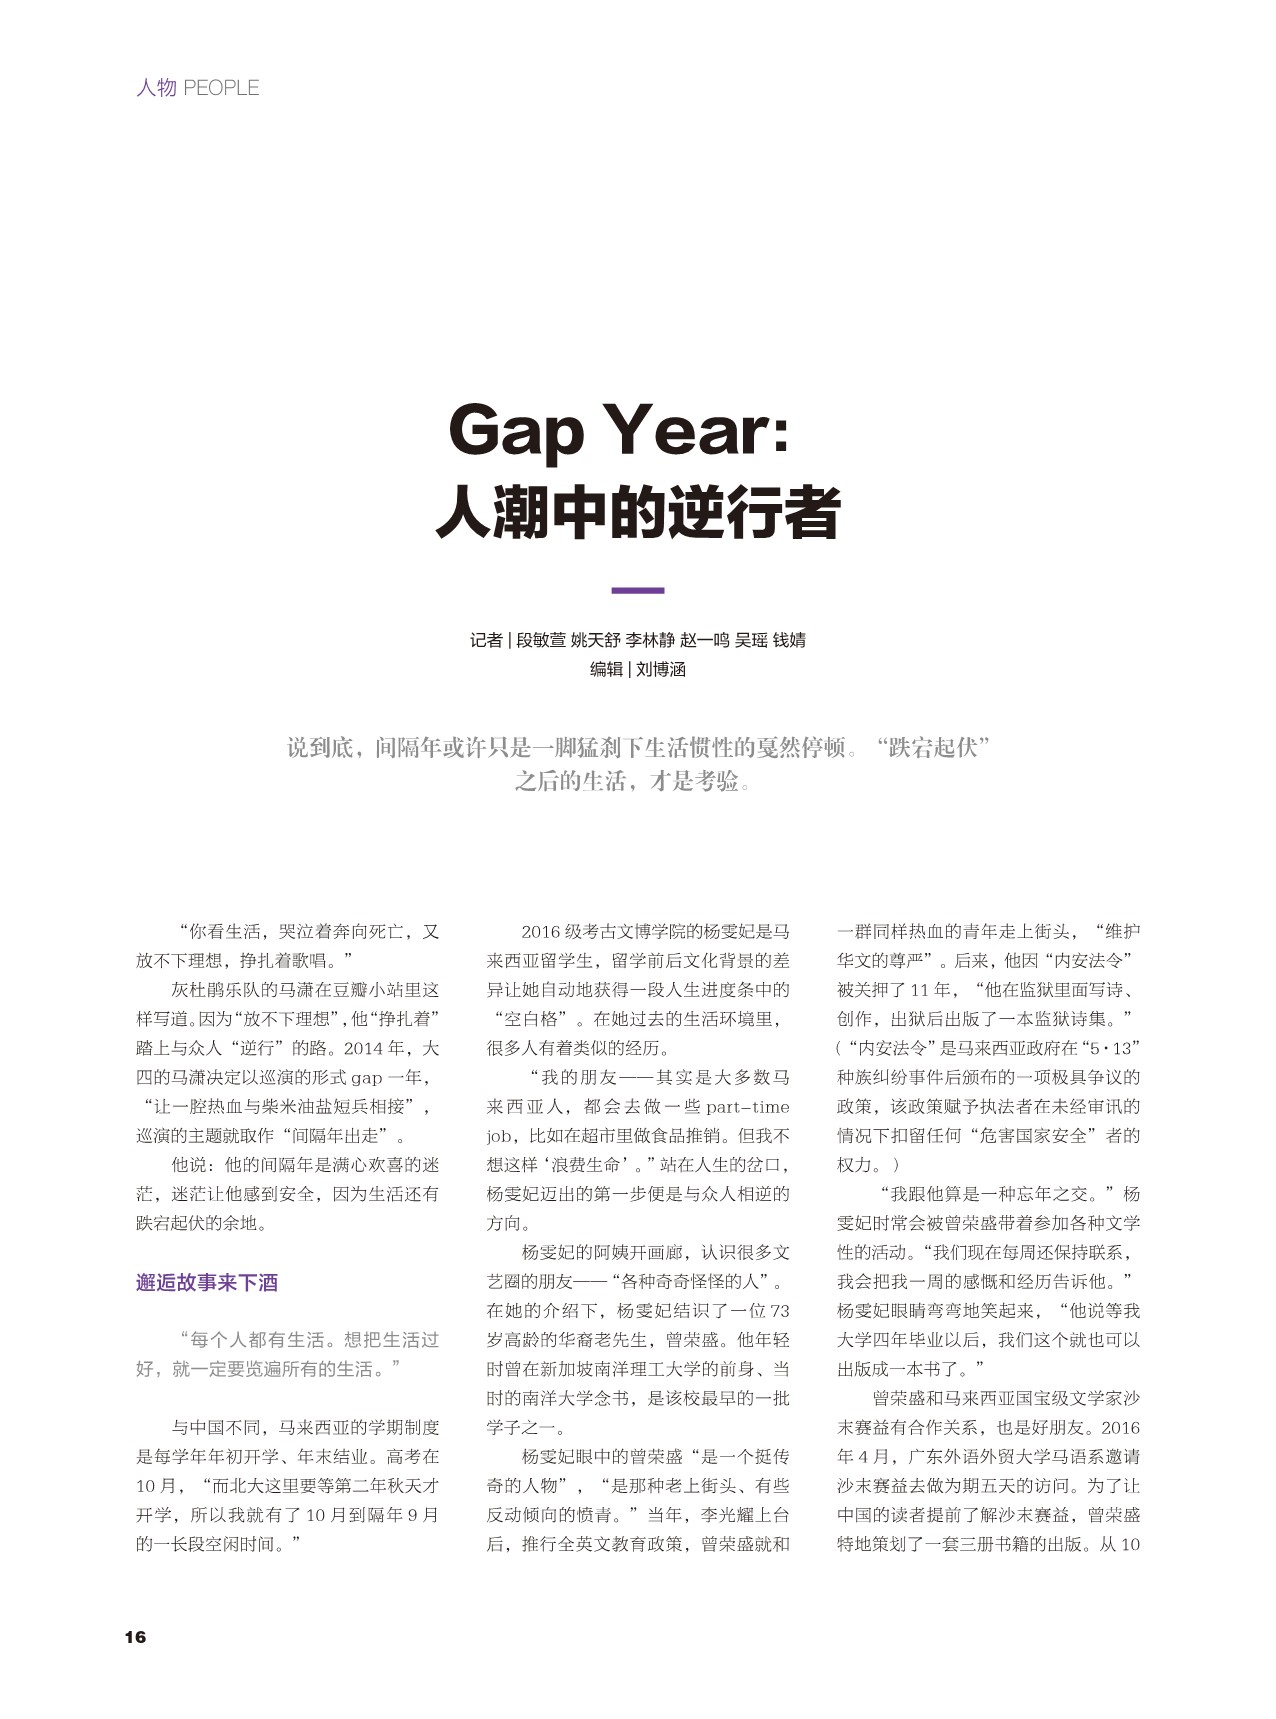 人物 PEOPLE
Gap Year:
人潮中的逆行者
记者 | 段敏萱 姚天舒 李林静 赵一鸣 吴瑶 钱婧
编辑 | 刘博涵
说到底，间隔年或许只是一脚猛刹下生活惯性的戛然停顿。“跌宕起伏”
之后的生活，才是考验。
“你看生活，哭泣着奔向死亡，又
放不下理想，挣扎着歌唱。”
灰杜鹃乐队的马潇在豆瓣小站里这
样写道。因为“放不下理想”，他“挣扎着”
踏上与众人“逆行”的路。2014 年，大
四的马潇决定以巡演的形式 gap 一年，
“让一腔热血与柴米油盐短兵相接”，
巡演的主题就取作“间隔年出走”。
他说：他的间隔年是满心欢喜的迷
茫，迷茫让他感到安全，因为生活还有
跌宕起伏的余地。
邂逅故事来下酒
“每个人都有生活。想把生活过
好，就一定要览遍所有的生活。”
与中国不同，马来西亚的学期制度
是每学年年初开学、年末结业。高考在
10 月，“而北大这里要等第二年秋天才
开学，所以我就有了 10 月到隔年 9 月
的一长段空闲时间。”
2016 级考古文博学院的杨雯妃是马
来西亚留学生，留学前后文化背景的差
异让她自动地获得一段人生进度条中的
“空白格”。在她过去的生活环境里，
很多人有着类似的经历。
“我的朋友——其实是大多数马
来西亚人，都会去做一些 part-time
job，比如在超市里做食品推销。但我不
想这样‘浪费生命’。”站在人生的岔口，
杨雯妃迈出的第一步便是与众人相逆的
方向。
杨雯妃的阿姨开画廊，认识很多文
艺圈的朋友——“各种奇奇怪怪的人”。
在她的介绍下，杨雯妃结识了一位 73
岁高龄的华裔老先生，曾荣盛。他年轻
时曾在新加坡南洋理工大学的前身、当
时的南洋大学念书，是该校最早的一批
学子之一。
杨雯妃眼中的曾荣盛“是一个挺传
奇的人物”，“是那种老上街头、有些
反动倾向的愤青。”当年，李光耀上台
后，推行全英文教育政策，曾荣盛就和
一群同样热血的青年走上街头，“维护
华文的尊严”。后来，他因“内安法令”
被关押了 11 年，“他在监狱里面写诗、
创作，出狱后出版了一本监狱诗集。”
（“内安法令”是马来西亚政府在“5·13”
种族纠纷事件后颁布的一项极具争议的
政策，该政策赋予执法者在未经审讯的
情况下扣留任何“危害国家安全”者的
权力。）
“我跟他算是一种忘年之交。”杨
雯妃时常会被曾荣盛带着参加各种文学
性的活动。“我们现在每周还保持联系，
我会把我一周的感慨和经历告诉他。”
杨雯妃眼睛弯弯地笑起来，“他说等我
大学四年毕业以后，我们这个就也可以
出版成一本书了。”
曾荣盛和马来西亚国宝级文学家沙
末赛益有合作关系，也是好朋友。2016
年 4 月，广东外语外贸大学马语系邀请
沙末赛益去做为期五天的访问。为了让
中国的读者提前了解沙末赛益，曾荣盛
特地策划了一套三册书籍的出版。从 10
16